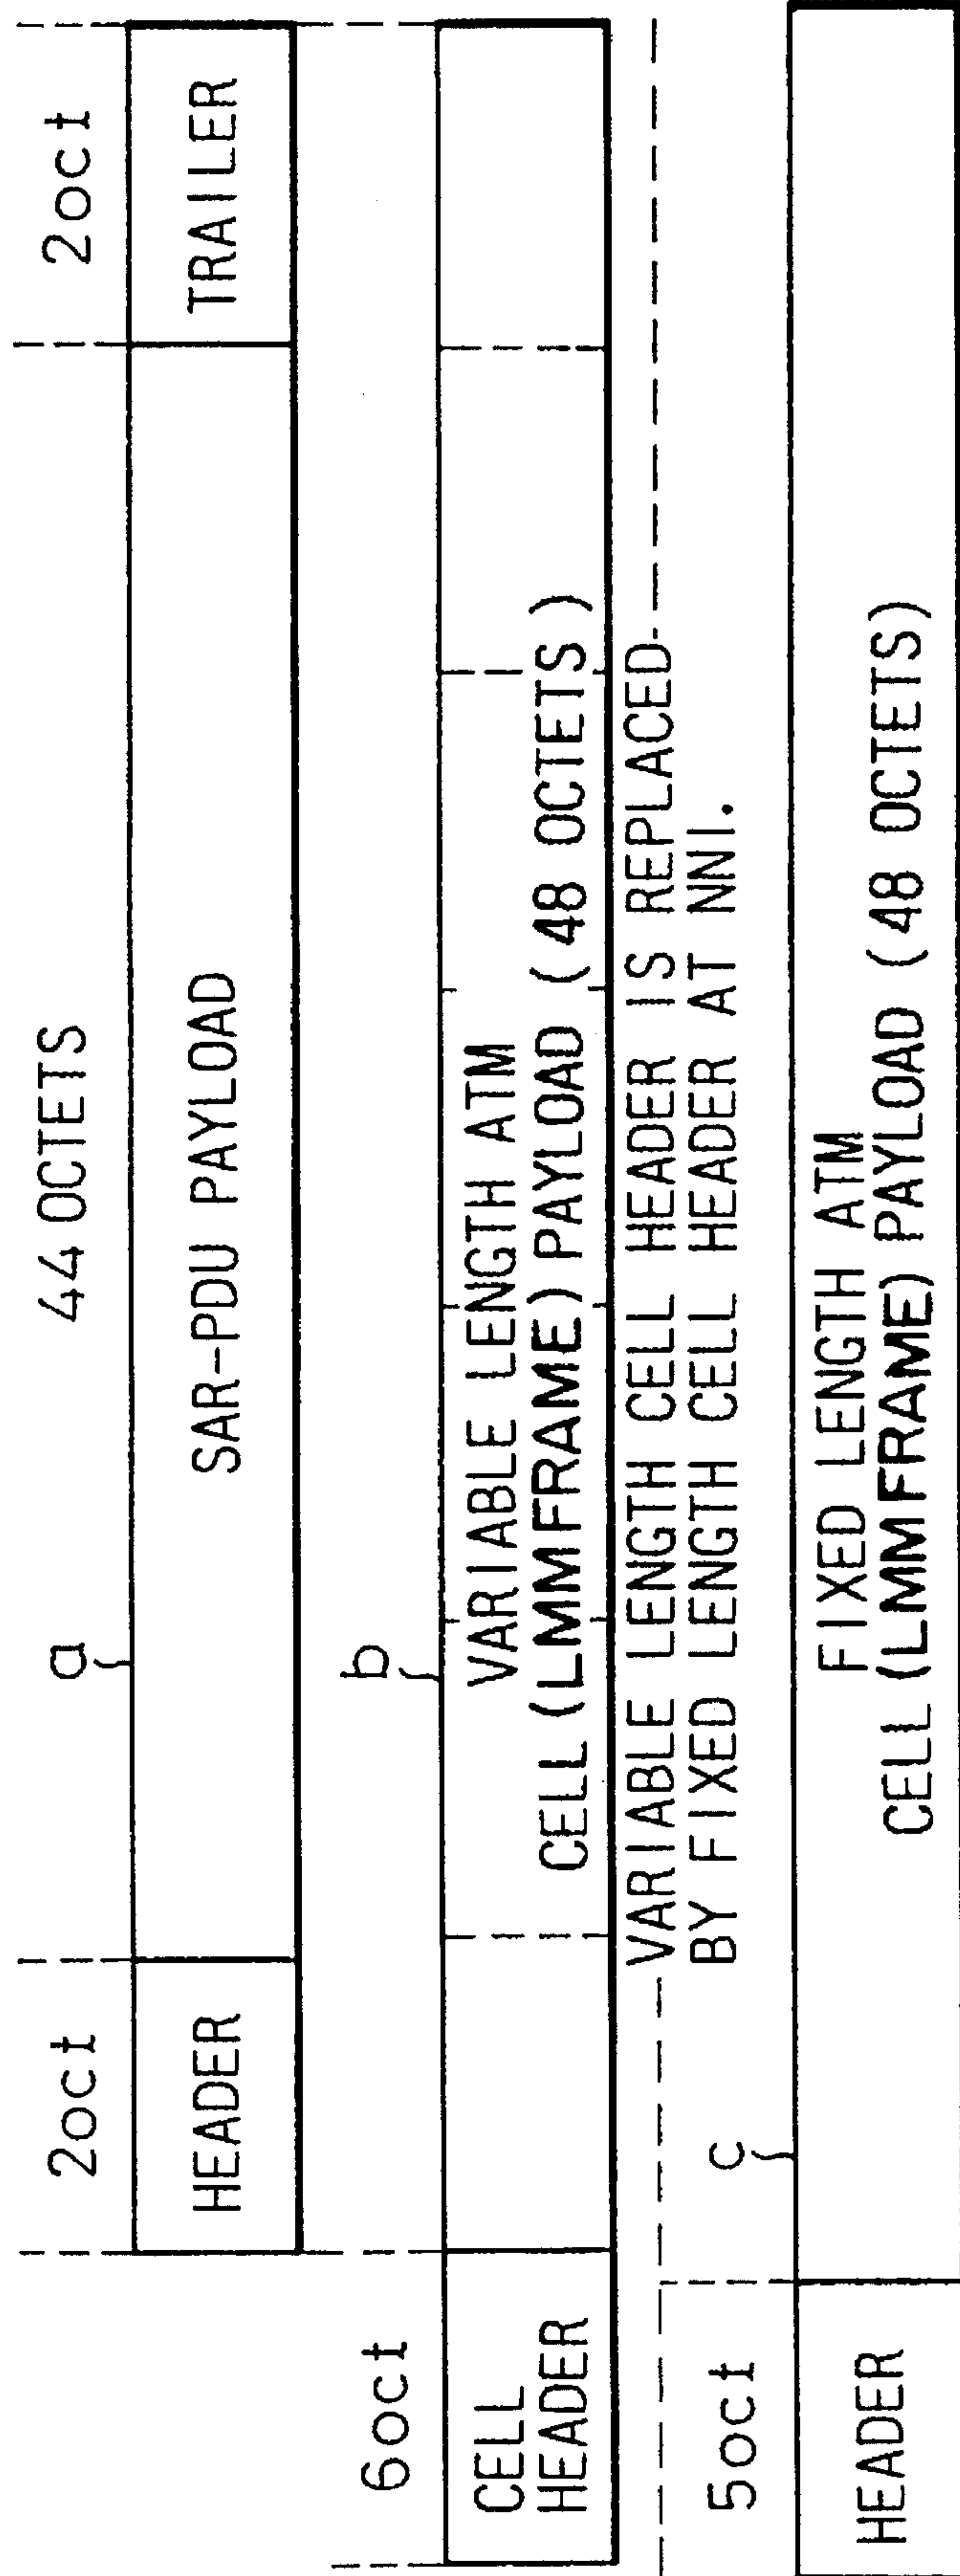 2oct
44 OCTETS
2oct
a
HEADER
SAR-PDU PAYLOAD
TRAILER
6oct
b
CELL
HEADER
VARIABLE LENGTH ATM
CELL (LMMFRAME) PAYLOAD (48 OCTETS)
VARIABLE LENGTH CELL HEADER IS REPLACED
BY FIXED LENGTH CELL HEADER AT NNI.
5oct
c
HEADER
FIXED LENGTH ATM
CELL (LMMFRAME) PAYLOAD (48 OCTETS)